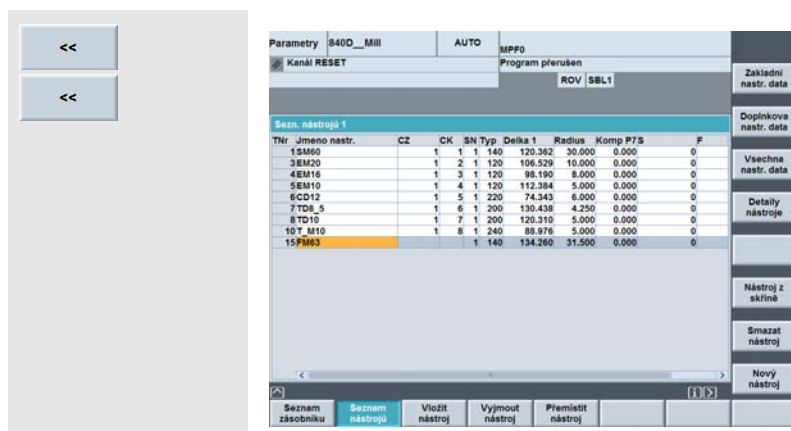 <<
<<
Parametry 840D__Mill AUTO MPF0
Kanál RESET Program přerušen
ROV SBL1
Sezn. nástrojů 1
TNr Jmeno nastr. CZ CK SN Typ Delka 1 Radius Komp P7 S F
1 SM60 1 1 1 140 120.362 30.000 0.000 0
3 EM20 1 2 1 120 106.529 10.000 0.000 0
4 EM16 1 3 1 120 98.190 8.000 0.000 0
5 EM10 1 4 1 120 112.384 5.000 0.000 0
6 CD12 1 5 1 220 74.343 6.000 0.000 0
7 TD8_5 1 6 1 200 130.438 4.250 0.000 0
8 TD10 1 7 1 200 120.310 5.000 0.000 0
10 T_M10 1 8 1 240 88.976 5.000 0.000 0
15 FM63 1 140 134.260 31.500 0.000 0
Zakladní
nastr. data
Doplnkova
nastr. data
Vsechna
nastr. data
Detaily
nástroje
Nástroj z
skříně
Smazat
nástroj
Nový
nástroj
Seznam
zásobníku
Seznam
nástrojů
Vložit
nástroj
Vyjmout
nástroj
Přemístit
nástroj